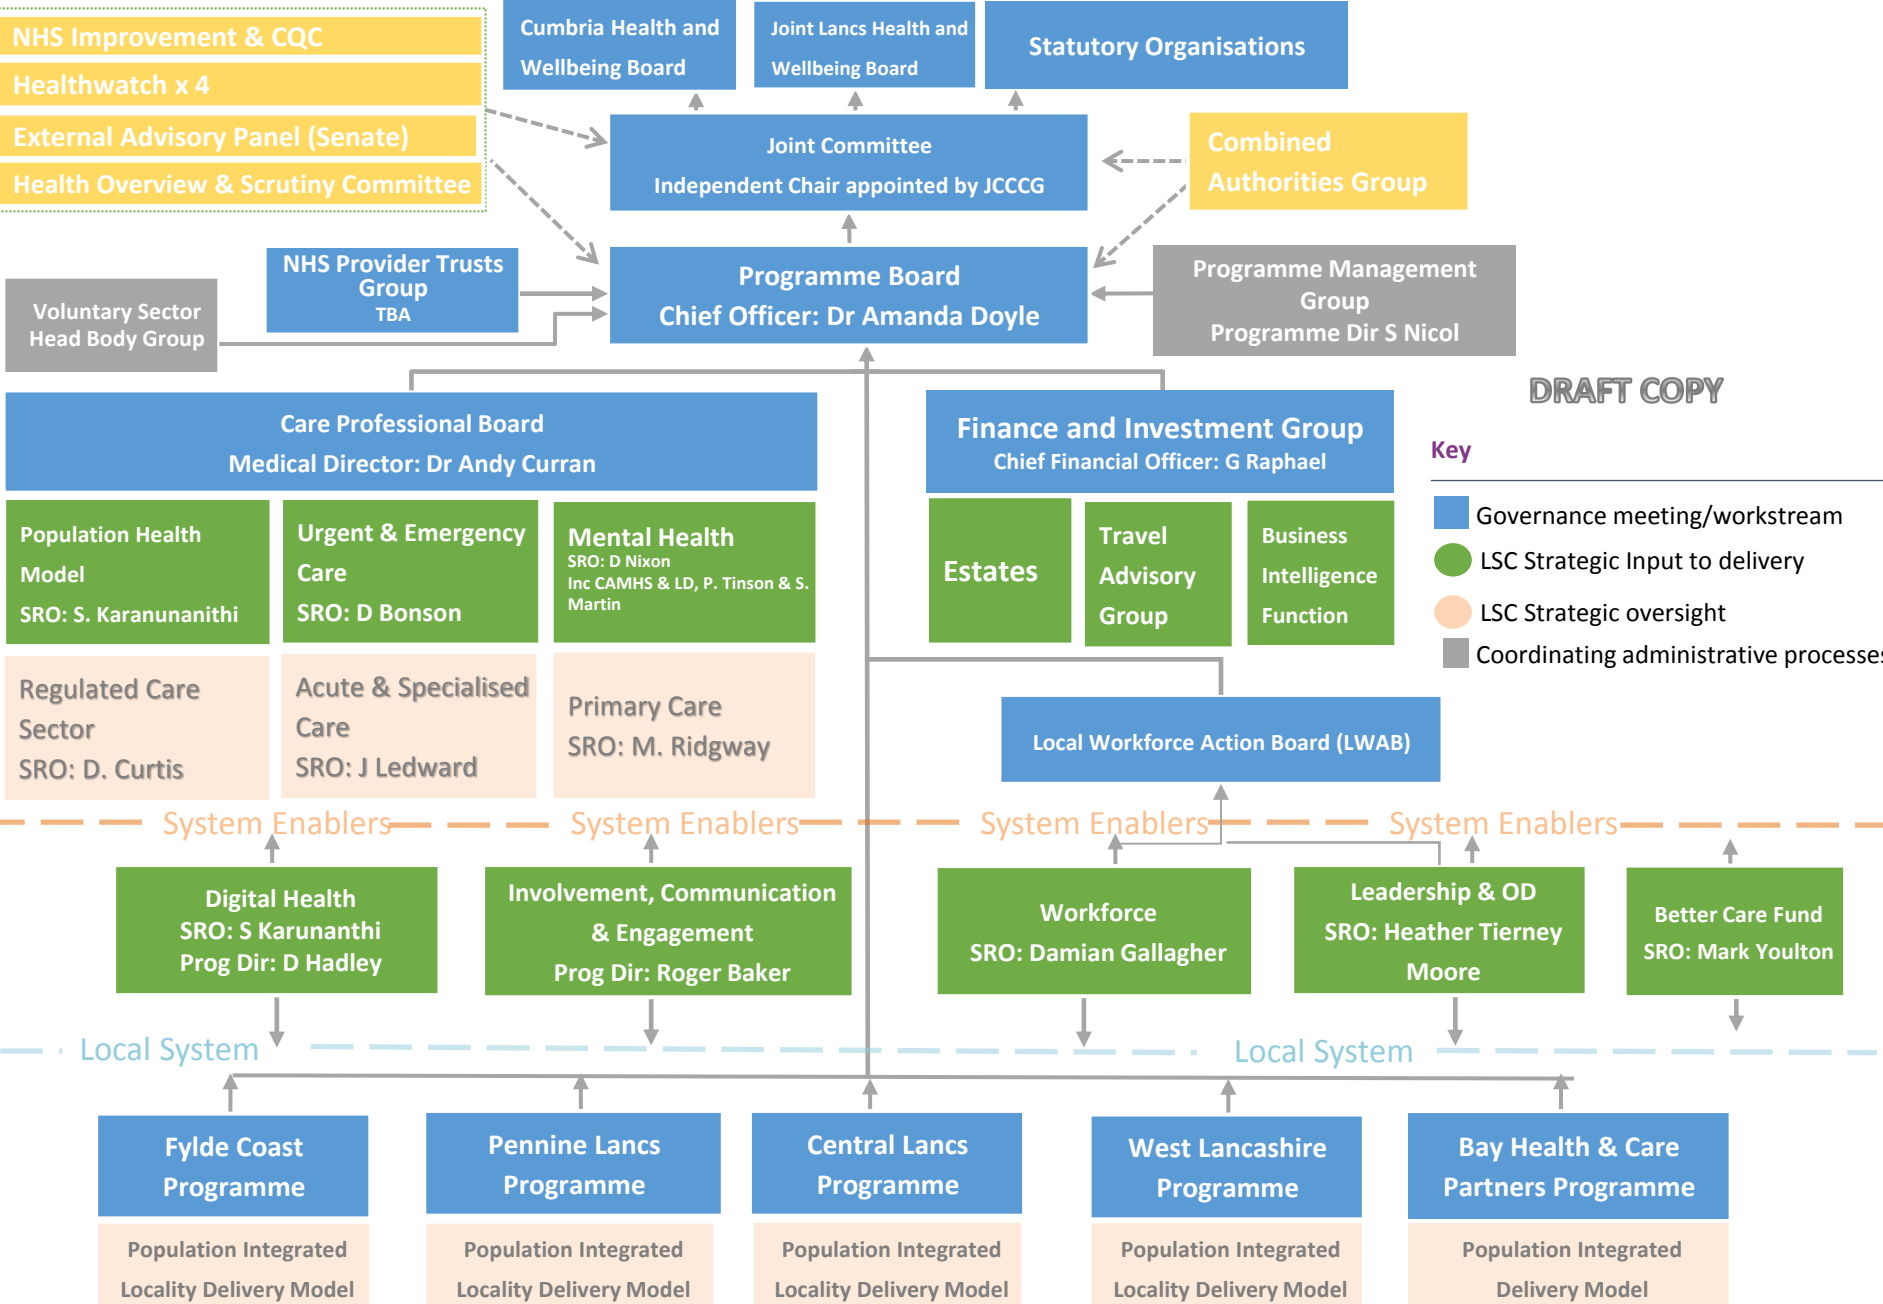 NHS Improvement & CQC
Healthwatch x 4
External Advisory Panel (Senate)
Health Overview & Scrutiny Committee
Cumbria Health and
Wellbeing Board
Joint Lancs Health and
Wellbeing Board
Statutory Organisations
Joint Committee
Independent Chair appointed by JCCCG
Combined
Authorities Group
Voluntary Sector
Head Body Group
NHS Provider Trusts
Group
TBA
Programme Board
Chief Officer: Dr Amanda Doyle
Programme Management
Group
Programme Dir S Nicol
DRAFT COPY
Key
Governance meeting/workstream
LSC Strategic Input to delivery
LSC Strategic oversight
Coordinating administrative processes
Care Professional Board
Medical Director: Dr Andy Curran
Finance and Investment Group
Chief Financial Officer: G Raphael
Population Health
Model
SRO: S. Karanunanithi
Urgent & Emergency
Care
SRO: D Bonson
Mental Health
SRO: D Nixon
Inc CAMHS & LD, P. Tinson & S.
Martin
Estates
Travel
Advisory
Group
Business
Intelligence
Function
Regulated Care
Sector
SRO: D. Curtis
Acute & Specialised
Care
SRO: J Ledward
Primary Care
SRO: M. Ridgway
Local Workforce Action Board (LWAB)
System Enablers
System Enablers
System Enablers
System Enablers
Digital Health
SRO: S Karunanthi
Prog Dir: D Hadley
Involvement, Communication
& Engagement
Prog Dir: Roger Baker
Workforce
SRO: Damian Gallagher
Leadership & OD
SRO: Heather Tierney
Moore
Better Care Fund
SRO: Mark Youlton
Local System
Local System
Fylde Coast
Programme
Pennine Lancs
Programme
Central Lancs
Programme
West Lancashire
Programme
Bay Health & Care
Partners Programme
Population Integrated
Locality Delivery Model
Population Integrated
Locality Delivery Model
Population Integrated
Locality Delivery Model
Population Integrated
Locality Delivery Model
Population Integrated
Delivery Model